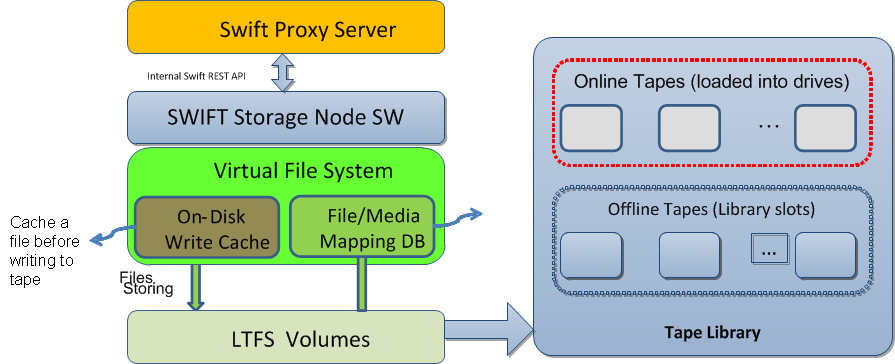 Swift Proxy Server
Internal Swift REST API
SWIFT Storage Node SW
Virtual File System
On-Disk
Write Cache
File/Media
Mapping DB
Cache a
file before
writing to
tape
Files
Storing
LTFS Volumes
Online Tapes (loaded into drives)
...
Offline Tapes (Library slots)
...
Tape Library